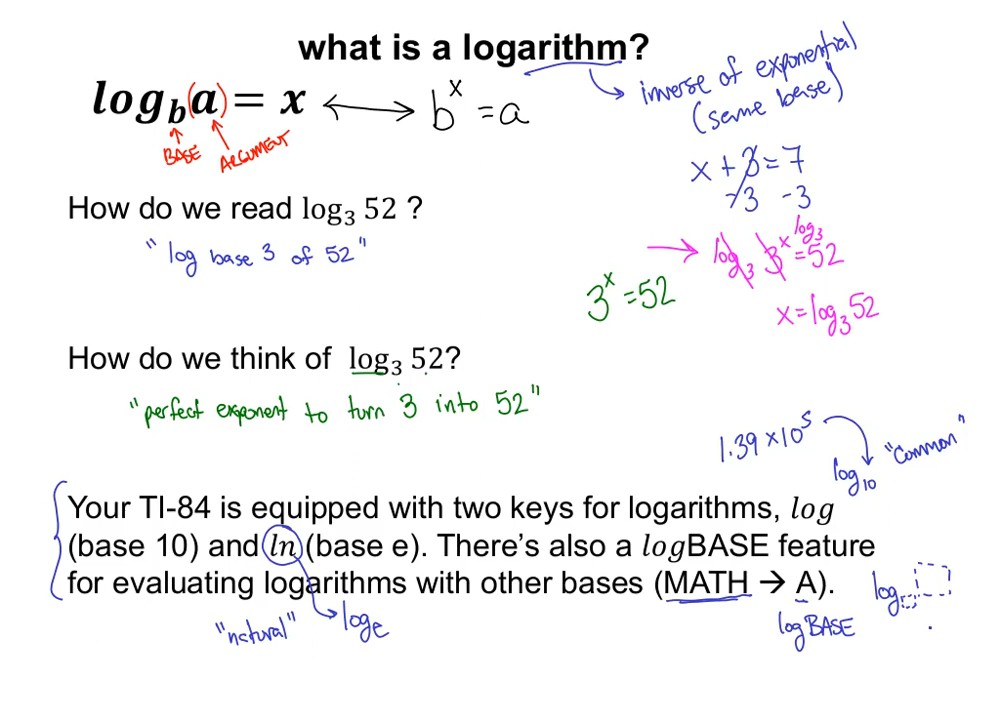 what is a logarithm?
log_b(a) = x ⟷ b^x = a
BASE
ARGUMENT
inverse of exponential
(same base)
x + 3 = 7
-3 -3
How do we read log₃ 52 ?
"log base 3 of 52"
3^x = 52
→ log₃ 3^x = 52 log₃
x = log₃ 52
How do we think of log₃ 52?
"perfect exponent to turn 3 into 52"
1.39 × 10⁵
log₁₀ "common"
Your TI-84 is equipped with two keys for logarithms, log
(base 10) and ln (base e). There's also a logBASE feature
for evaluating logarithms with other bases (MATH → A).
log
"natural"
logₑ
logBASE